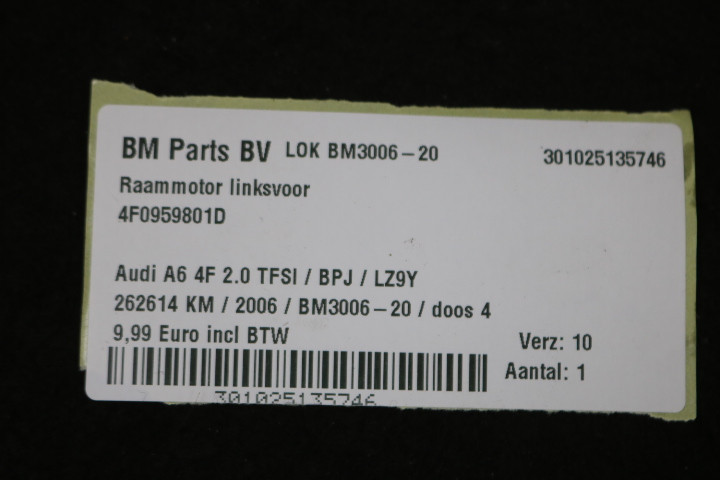 BM Parts BV LOK BM3006-20 301025135746
Raammotor linksvoor
4F0959801D
Audi A6 4F 2.0 TFSI / BPJ / LZ9Y
262614 KM / 2006 / BM3006-20 / doos 4
9,99 Euro incl BTW
Verz: 10
Aantal: 1
301025135746